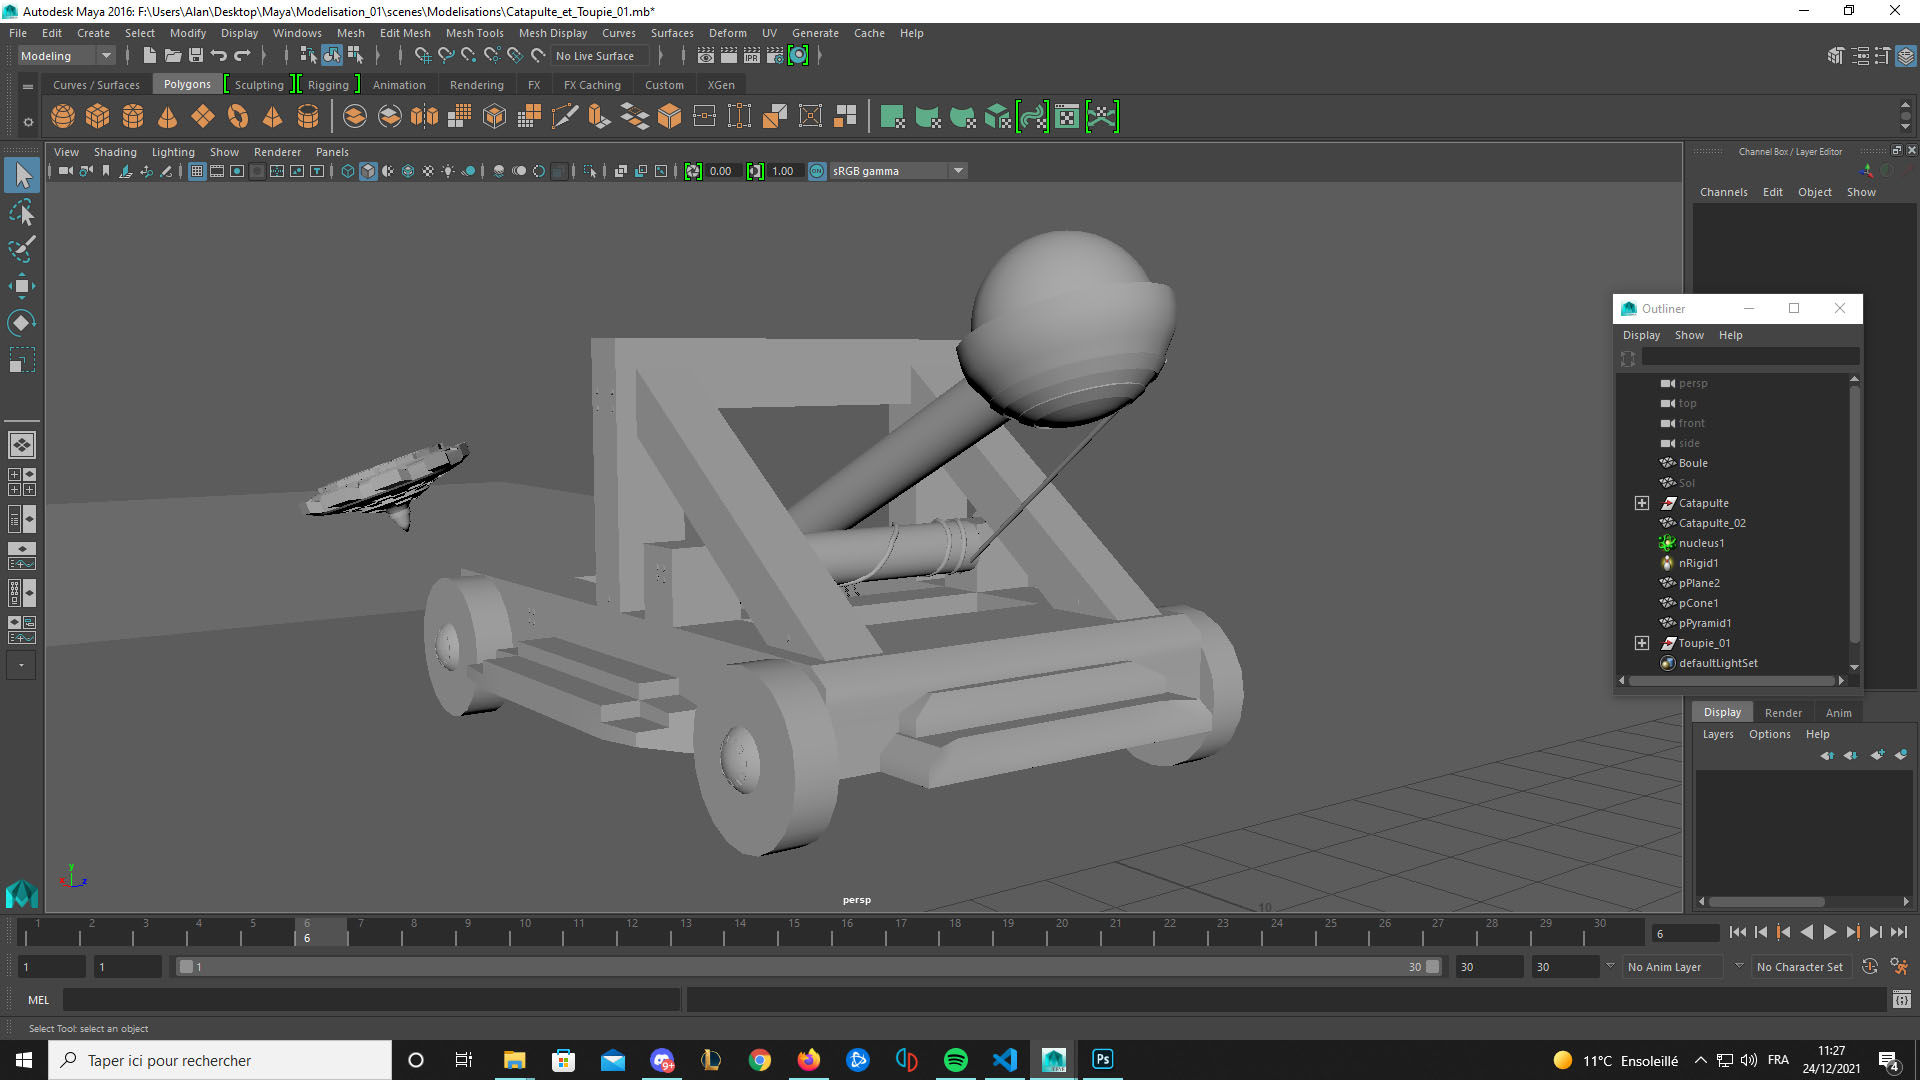 Autodesk Maya 2016: F:\Users\Alan\Desktop\Maya\Modelisation_01\scenes\Modelisations\Catapulte_et_Toupie_01.mb*
File Edit Create Select Modify Display Windows Mesh Edit Mesh Mesh Tools Mesh Display Curves Surfaces Deform UV Generate Cache Help
Modeling No Live Surface IPR
Curves / Surfaces Polygons Sculpting Rigging Animation Rendering FX FX Caching Custom XGen
View Shading Lighting Show Renderer Panels
0.00 1.00 ON sRGB gamma
Channel Box / Layer Editor
Channels Edit Object Show
Outliner
Display Show Help
persp
top
front
side
Boule
Sol
Catapulte
Catapulte_02
nucleus1
nRigid1
pPlane2
pCone1
pPyramid1
Toupie_01
defaultLightSet
Display Render Anim
Layers Options Help
y
x z
persp
10
1 2 3 4 5 6 7 8 9 10 11 12 13 14 15 16 17 18 19 20 21 22 23 24 25 26 27 28 29 30
6
6
1 1 1 30 30 30 No Anim Layer No Character Set
MEL
Select Tool: select an object
Taper ici pour rechercher
9+
Ps
11°C Ensoleillé
FRA
11:27
24/12/2021
4